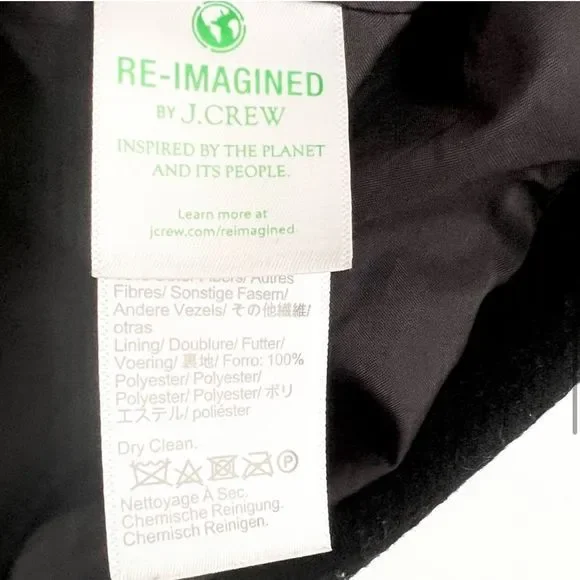 RE-IMAGINED
BY J.CREW
INSPIRED BY THE PLANET
AND ITS PEOPLE.
Learn more at
jcrew.com/reimagined
Fibers/ Autres
Fibres/ Sonstige Fasern/
Andere Vezels/ その他繊維/
otras
Lining/ Doublure/ Futter/
Voering/ 裏地/ Forro: 100%
Polyester/ Polyester/
Polyester/ Polyester/ ポリ
エステル/ poliéster
Dry Clean.
P
Nettoyage À Sec.
Chemische Reinigung.
Chemisch Reinigen.